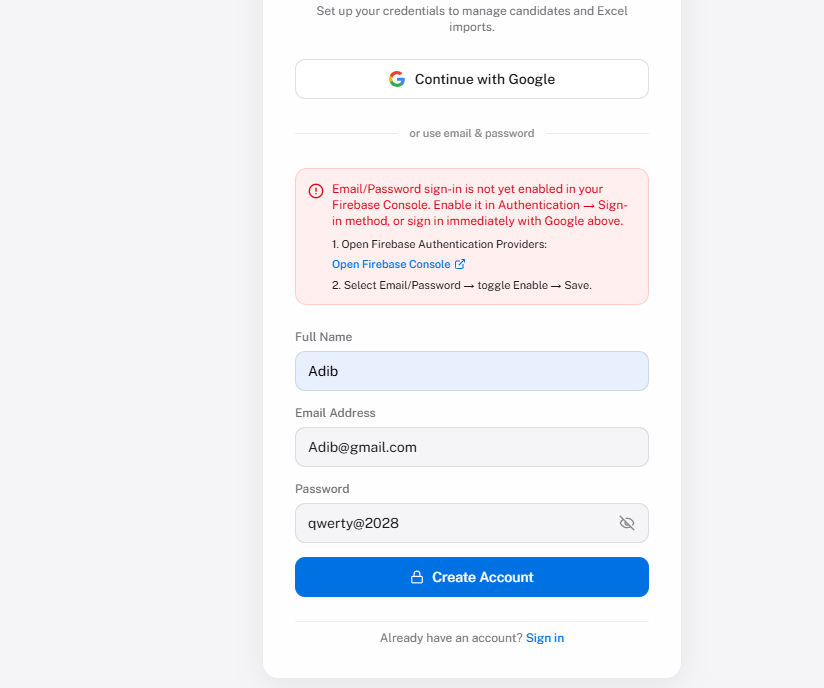 Set up your credentials to manage candidates and Excel
imports.
Continue with Google
or use email & password
Email/Password sign-in is not yet enabled in your
Firebase Console. Enable it in Authentication → Sign-
in method, or sign in immediately with Google above.
1. Open Firebase Authentication Providers:
Open Firebase Console
2. Select Email/Password → toggle Enable → Save.
Full Name
Adib
Email Address
Adib@gmail.com
Password
qwerty@2028
Create Account
Already have an account? Sign in